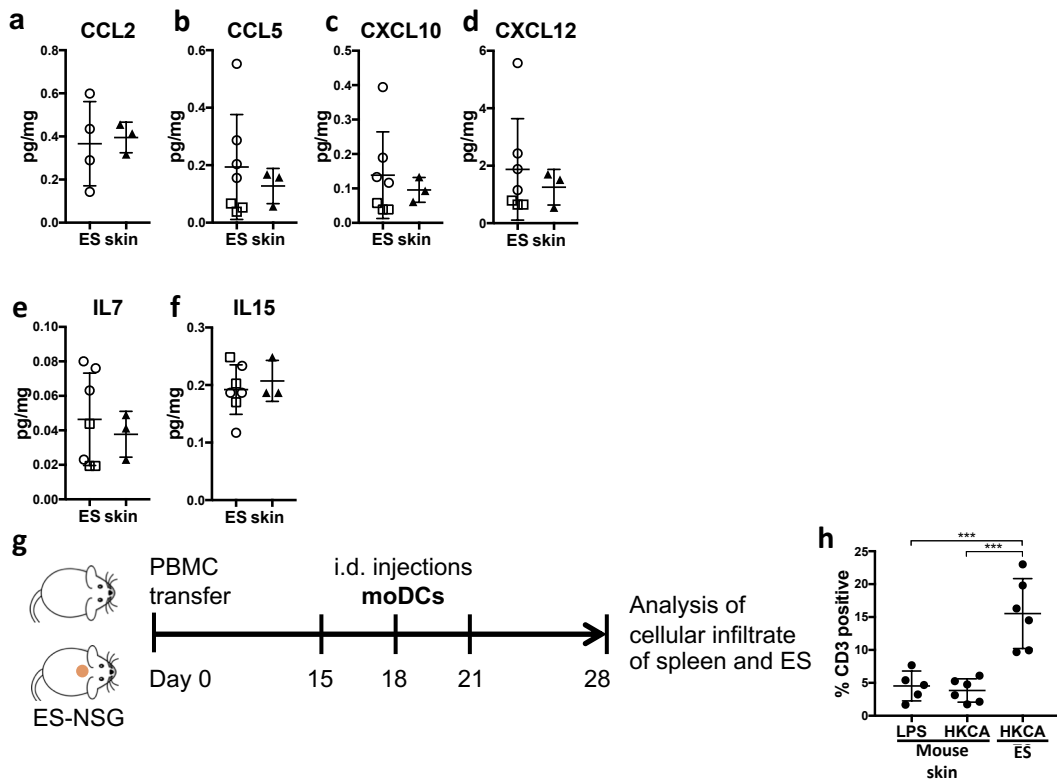 a
CCL2
0.8
0.6
0.4
0.2
0.0
pg/mg
ES skin
b
CCL5
0.6
0.4
0.2
0.0
pg/mg
ES skin
c
CXCL10
0.5
0.4
0.3
0.2
0.1
0.0
pg/mg
ES skin
d
CXCL12
6
4
2
0
pg/mg
ES skin
e
IL7
0.10
0.08
0.06
0.04
0.02
0.00
pg/mg
ES skin
f
IL15
0.3
0.2
0.1
0.0
pg/mg
ES skin
g
PBMC
transfer
i.d. injections
moDCs
Day 0
15
18
21
28
Analysis of
cellular infiltrate
of spleen and ES
ES-NSG
h
***
***
25
20
15
10
5
0
% CD3 positive
LPS HKCA HKCA
Mouse
skin
ES